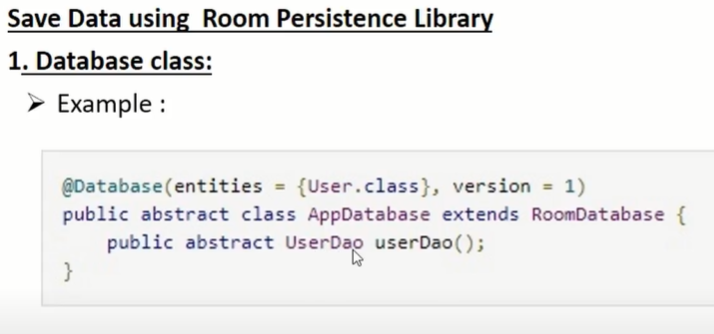 Save Data using  Room Persistence Library
1. Database class:
➤ Example :
@Database(entities = {User.class}, version = 1)
public abstract class AppDatabase extends RoomDatabase {
    public abstract UserDao userDao();
}